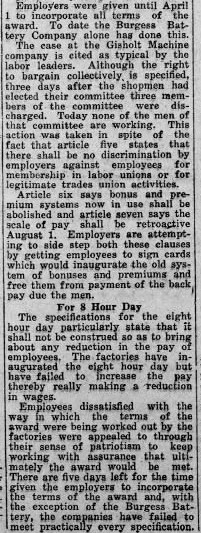 Employers were given until April
1 to incorporate all terms of the
award. To date the Burgess Bat-
tery Company alone has done this.
The case at the Gisholt Machine
company is cited as typical by the
labor leaders. Although the right
to bargain collectively is specified,
three days after the shopmen had
elected their committee three mem-
bers of the committee were dis-
charged. Today none of the men of
that committee are working. This
action was taken in spite of the
fact that article five states that
there shall be no discrimination by
employers against employees for
membership in labor unions or for
legitimate trades union activities.
Article six says bonus and pre-
mium systems now in use shall be
abolished and article seven says the
scale of pay shall be retroactive
August 1. Employers are attempt-
ing to side step both these clauses
by getting employees to sign cards
which would inaugurate the old sys-
tem of bonuses and premiums and
free them from payment of the back
pay due the men.
For 8 Hour Day
The specifications for the eight
hour day particularly state that it
shall not be construed so as to bring
about any reduction in the pay of
employees. The factories have in-
augurated the eight hour day but
have failed to increase the pay
thereby really making a reduction
in wages.
Employees dissatisfied with the
way in which the terms of the
award were being worked out by the
factories were appealed to through
their sense of patriotism to keep
working with assurance that ulti-
mately the award would be met.
There are five days left for the time
given the employers to incorporate
the terms of the award and, with
the exception of the Burgess Bat-
tery, the companies have failed to
meet practically every specification.